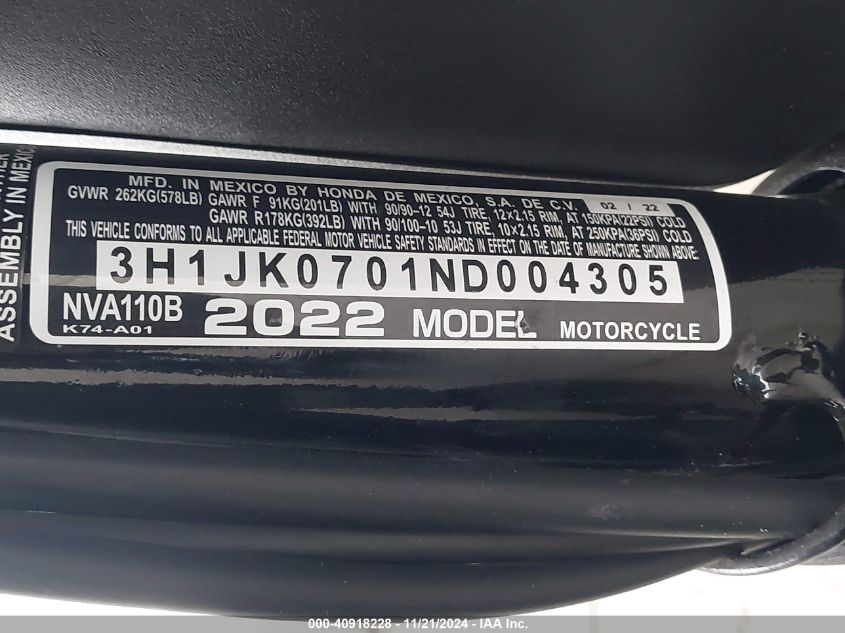 MFD. IN MEXICO BY HONDA DE MEXICO, S.A. DE C.V. 02 / 22
GVWR 262KG(578LB) GAWR F 91KG(201LB) WITH 90/90-12 54J TIRE, 12×2.15 RIM, AT 150KPA(22PSI) COLD
GAWR R178KG(392LB) WITH 90/100-10 53J TIRE, 10×2.15 RIM, AT 250KPA(36PSI) COLD
THIS VEHICLE CONFORMS TO ALL APPLICABLE FEDERAL MOTOR VEHICLE SAFETY STANDARDS IN EFFECT ON THE DATE OF MANUFACTURE SHOWN ABOVE:
3H1JK0701ND004305
NVA110B 2022 MODEL MOTORCYCLE
K74-A01
ASSEMBLY IN MEXICO
000-40918228 - 11/21/2024 - IAA Inc.